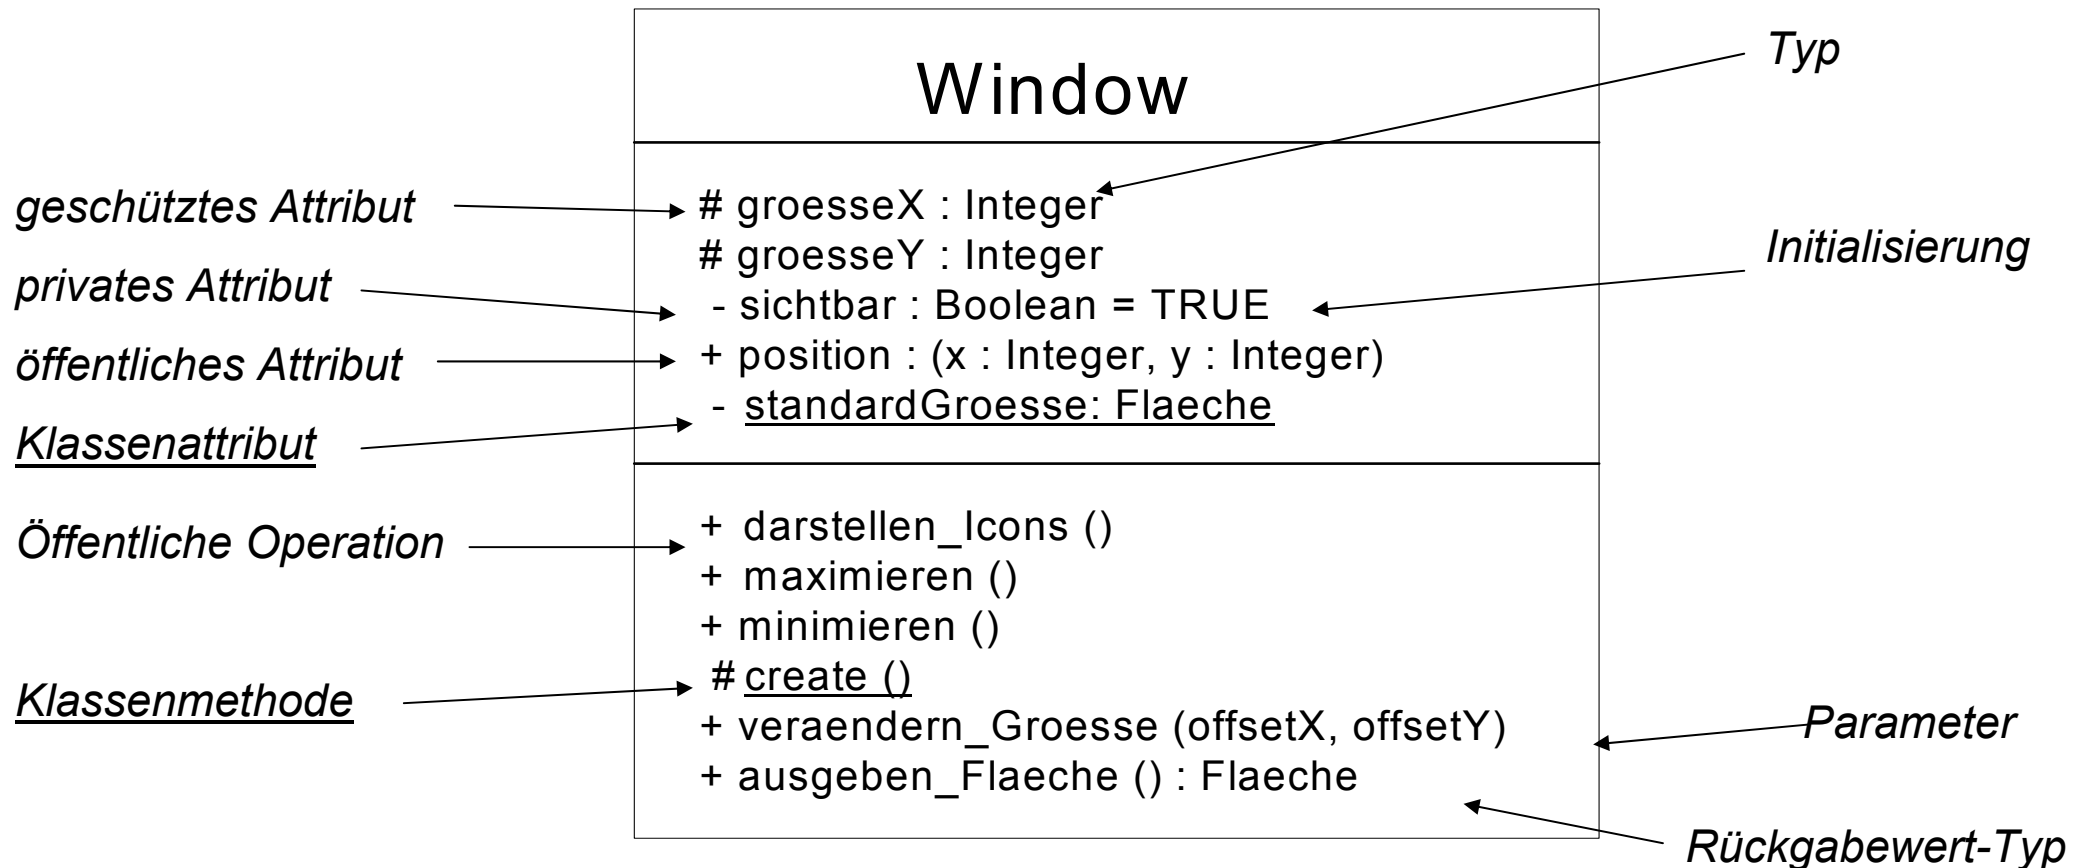 Window
Typ
geschütztes Attribut
# groesseX : Integer
# groesseY : Integer
Initialisierung
privates Attribut
- sichtbar : Boolean = TRUE
öffentliches Attribut
+ position : (x : Integer, y : Integer)
- standardGroesse: Flaeche
Klassenattribut
Öffentliche Operation
+ darstellen_Icons ()
+ maximieren ()
+ minimieren ()
Klassenmethode
# create ()
+ veraendern_Groesse (offsetX, offsetY)
Parameter
+ ausgeben_Flaeche () : Flaeche
Rückgabewert-Typ